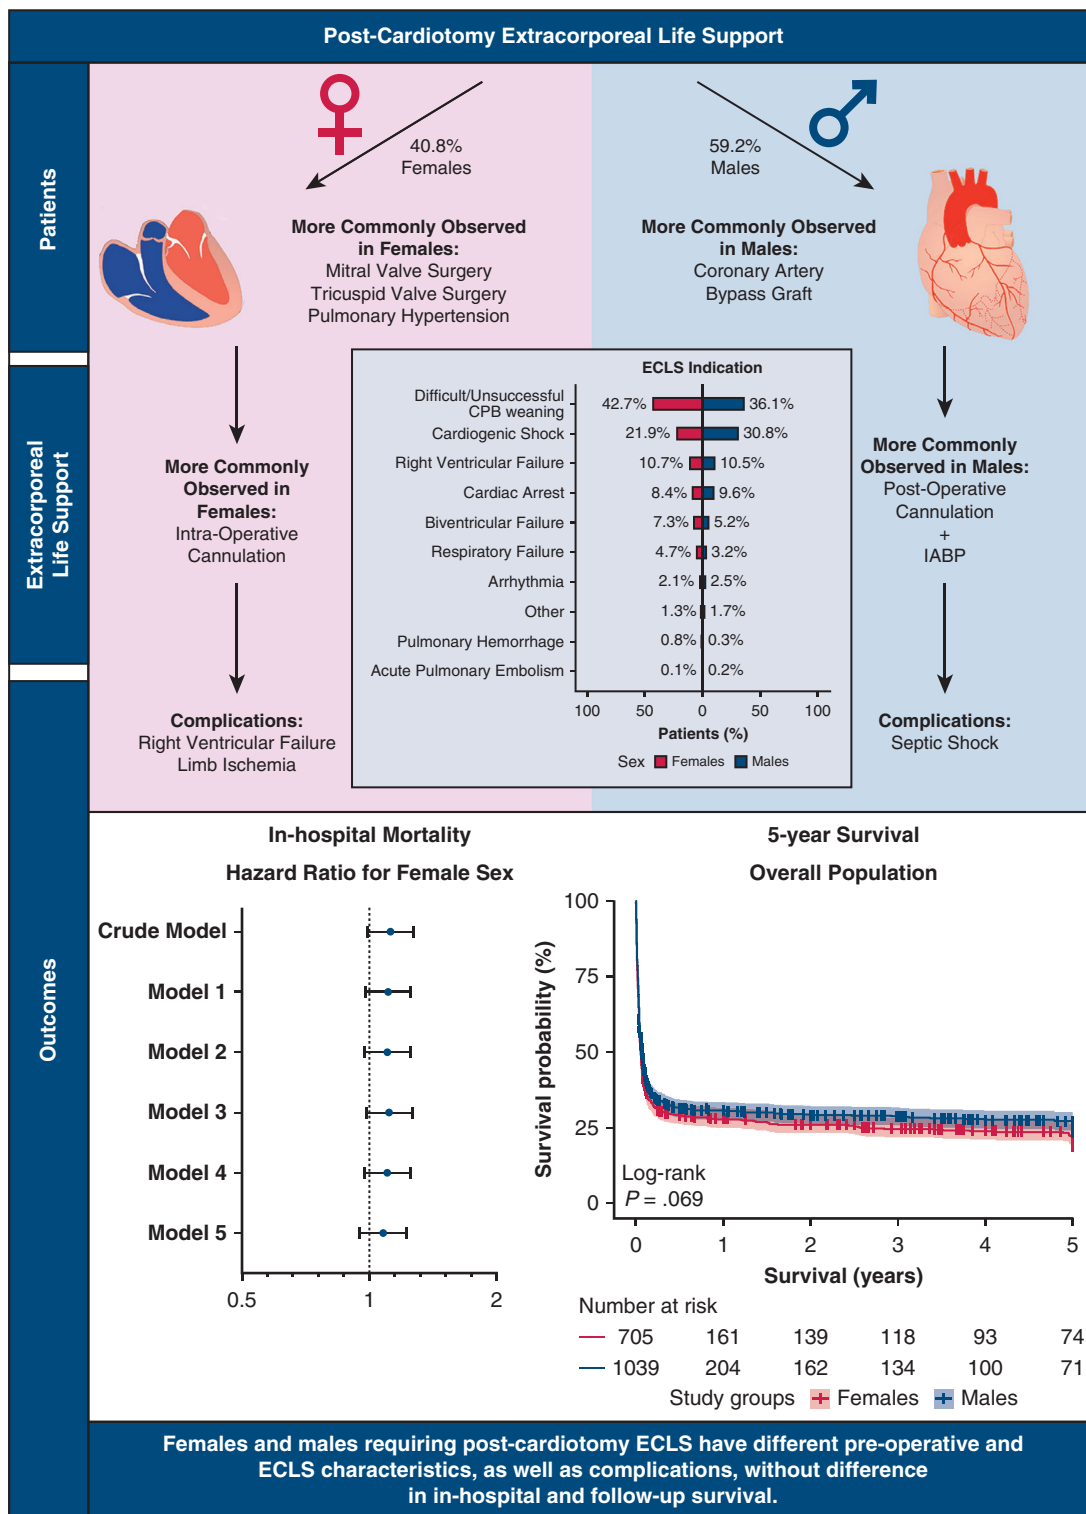 Post-Cardiotomy Extracorporeal Life Support
Patients
40.8%
Females
59.2%
Males
More Commonly Observed
in Females:
Mitral Valve Surgery
Tricuspid Valve Surgery
Pulmonary Hypertension
More Commonly Observed
in Males:
Coronary Artery
Bypass Graft
Extracorporeal
Life Support
More Commonly
Observed in
Females:
Intra-Operative
Cannulation
ECLS Indication
Difficult/Unsuccessful
CPB weaning
42.7% 36.1%
Cardiogenic Shock 21.9% 30.8%
Right Ventricular Failure 10.7% 10.5%
Cardiac Arrest 8.4% 9.6%
Biventricular Failure 7.3% 5.2%
Respiratory Failure 4.7% 3.2%
Arrhythmia 2.1% 2.5%
Other 1.3% 1.7%
Pulmonary Hemorrhage 0.8% 0.3%
Acute Pulmonary Embolism 0.1% 0.2%
100 50 0 50 100
Patients (%)
Sex Females Males
More Commonly
Observed in Males:
Post-Operative
Cannulation
+
IABP
Complications:
Right Ventricular Failure
Limb Ischemia
Complications:
Septic Shock
Outcomes
In-hospital Mortality
Hazard Ratio for Female Sex
Crude Model
Model 1
Model 2
Model 3
Model 4
Model 5
0.5 1 2
5-year Survival
Overall Population
Survival probability (%)
100
75
50
25
0
Log-rank
P = .069
0 1 2 3 4 5
Survival (years)
Number at risk
705 161 139 118 93 74
1039 204 162 134 100 71
Study groups Females Males
Females and males requiring post-cardiotomy ECLS have different pre-operative and
ECLS characteristics, as well as complications, without difference
in in-hospital and follow-up survival.